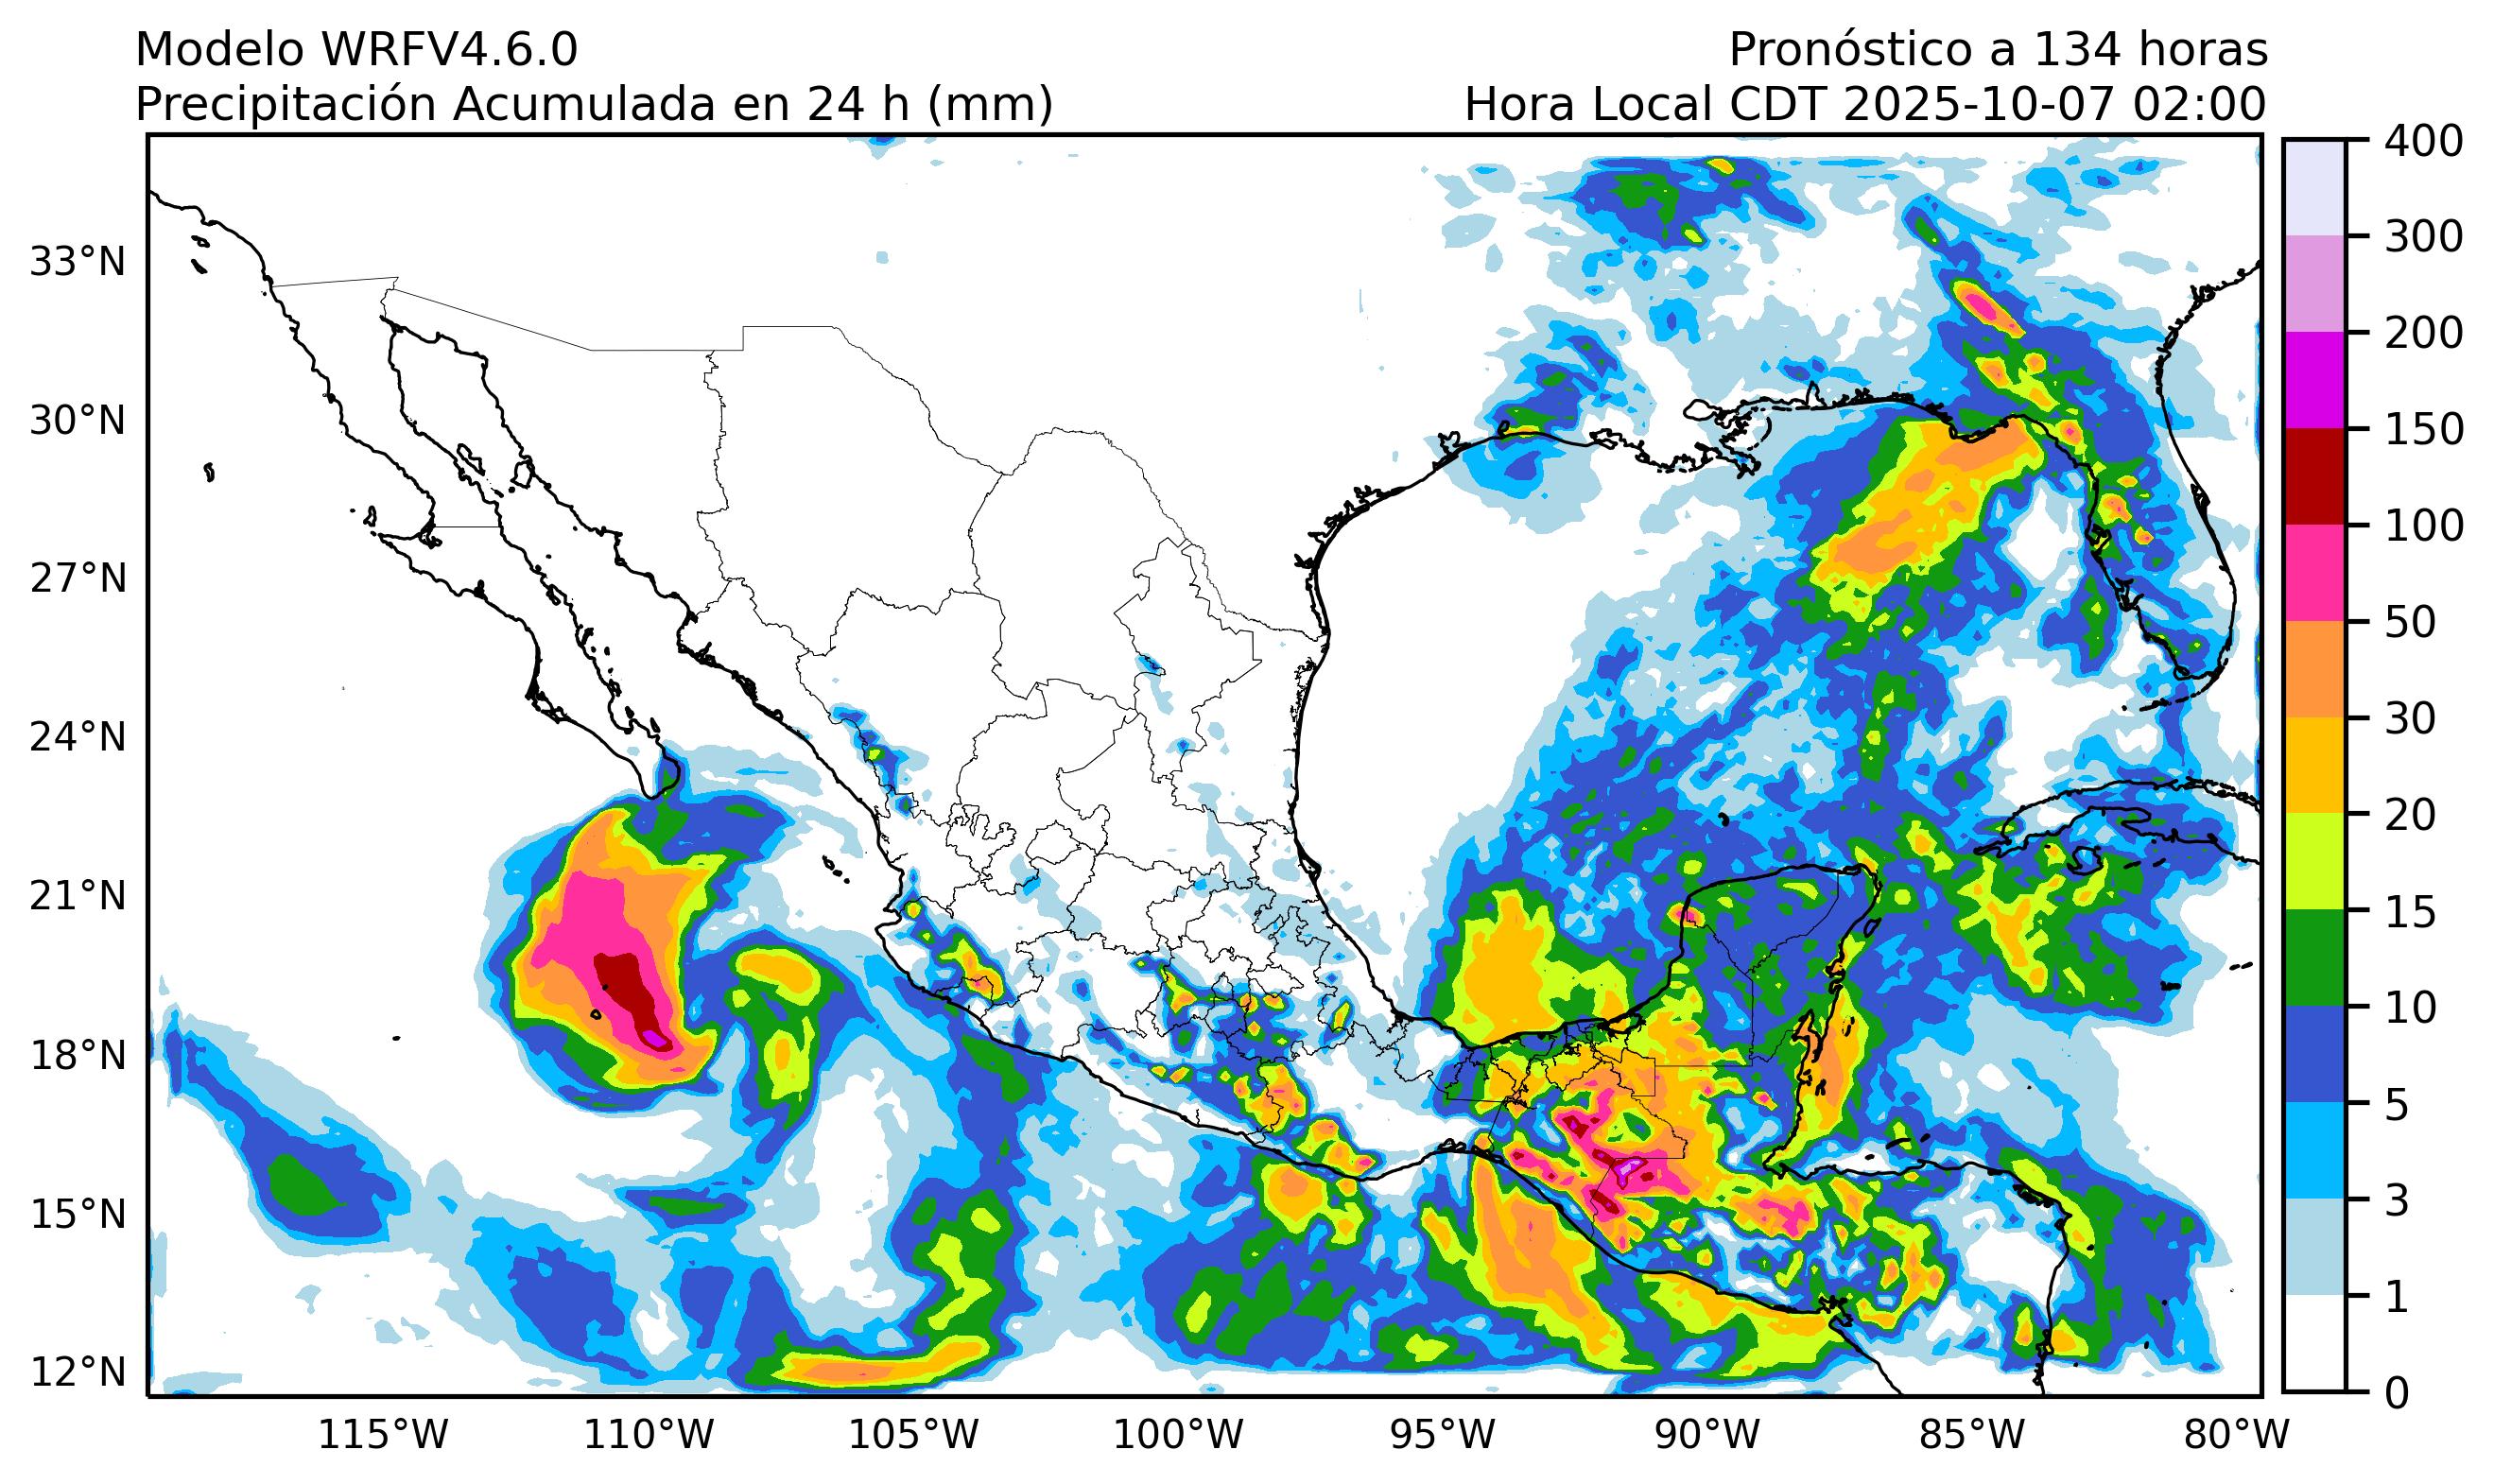 Modelo WRFV4.6.0
Pronóstico a 134 horas
Precipitación Acumulada en 24 h (mm)
Hora Local CDT 2025-10-07 02:00
33°N
30°N
27°N
24°N
21°N
18°N
15°N
12°N
115°W
110°W
105°W
100°W
95°W
90°W
85°W
80°W
400
300
200
150
100
50
30
20
15
10
5
3
1
0